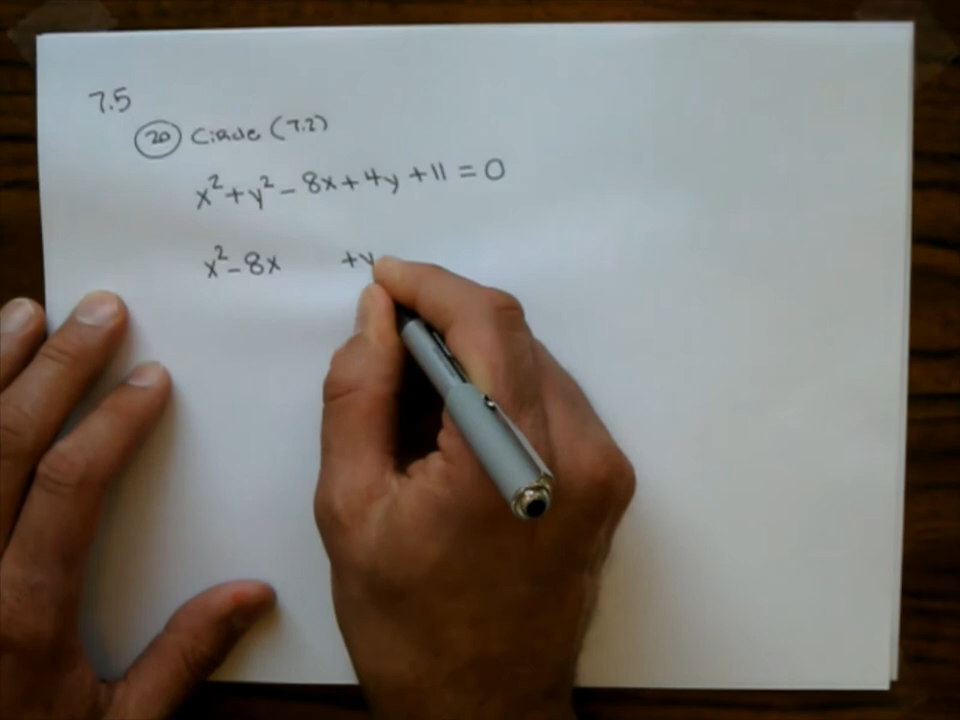 7.5
20 Circle (7.2)
x² + y² - 8x + 4y + 11 = 0
x² - 8x + y